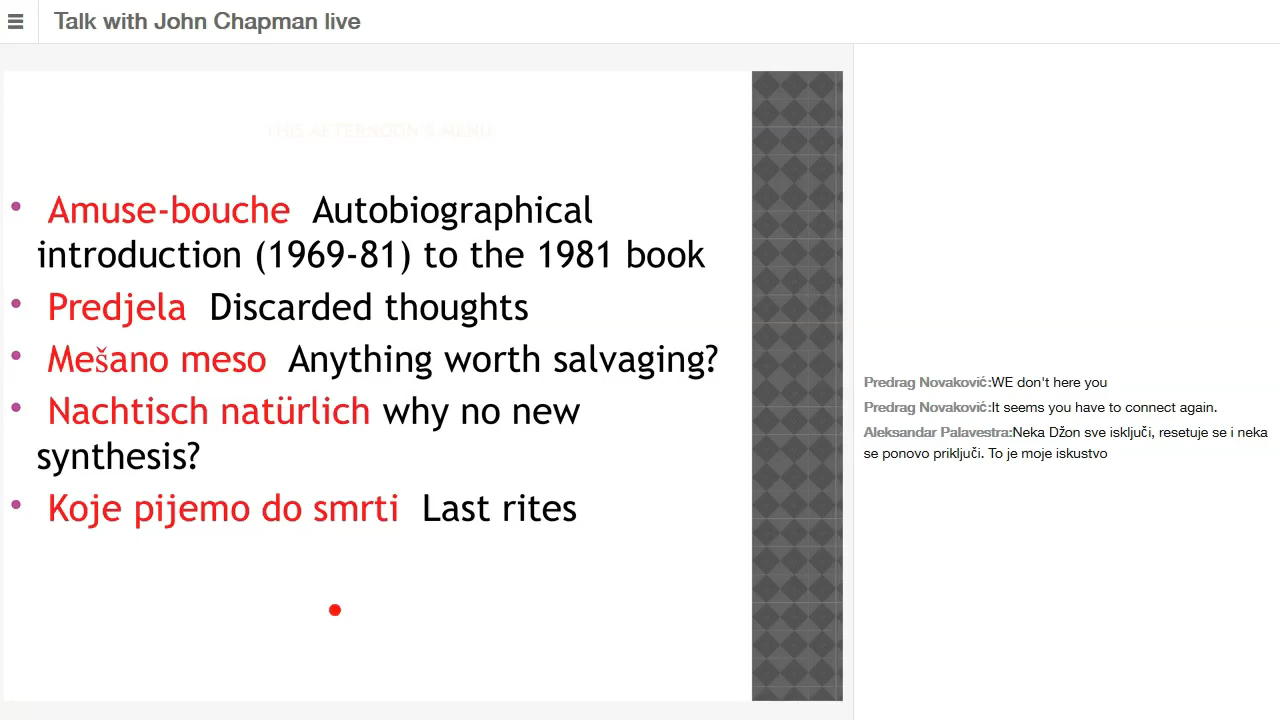 Talk with John Chapman live
THIS AFTERNOON'S MENU
• Amuse-bouche Autobiographical
introduction (1969-81) to the 1981 book
• Predjela Discarded thoughts
• Mešano meso Anything worth salvaging?
• Nachtisch natürlich why no new
synthesis?
• Koje pijemo do smrti Last rites
Predrag Novaković:WE don't here you
Predrag Novaković:It seems you have to connect again.
Aleksandar Palavestra:Neka Džon sve isključi, resetuje se i neka
se ponovo priključi. To je moje iskustvo